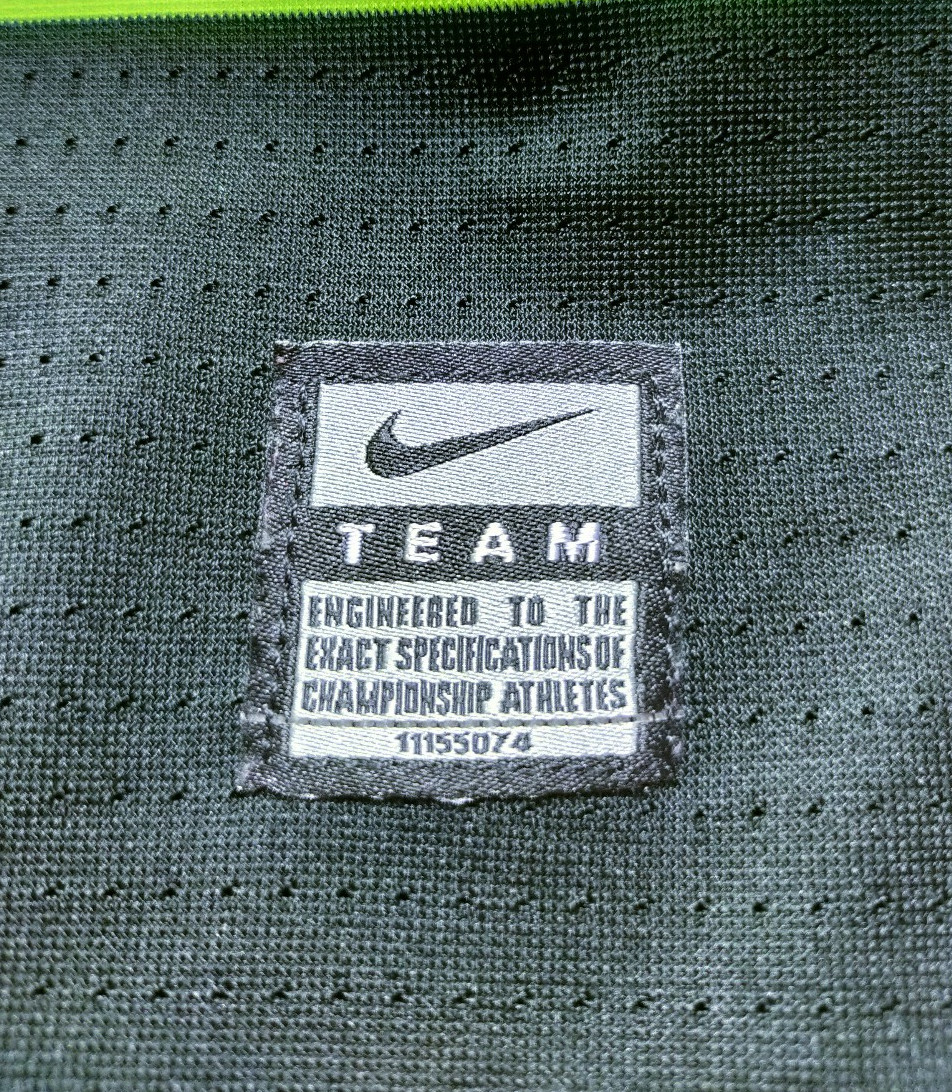 TEAM
ENGINEERED TO THE
EXACT SPECIFICATIONS OF
CHAMPIONSHIP ATHLETES
11155074